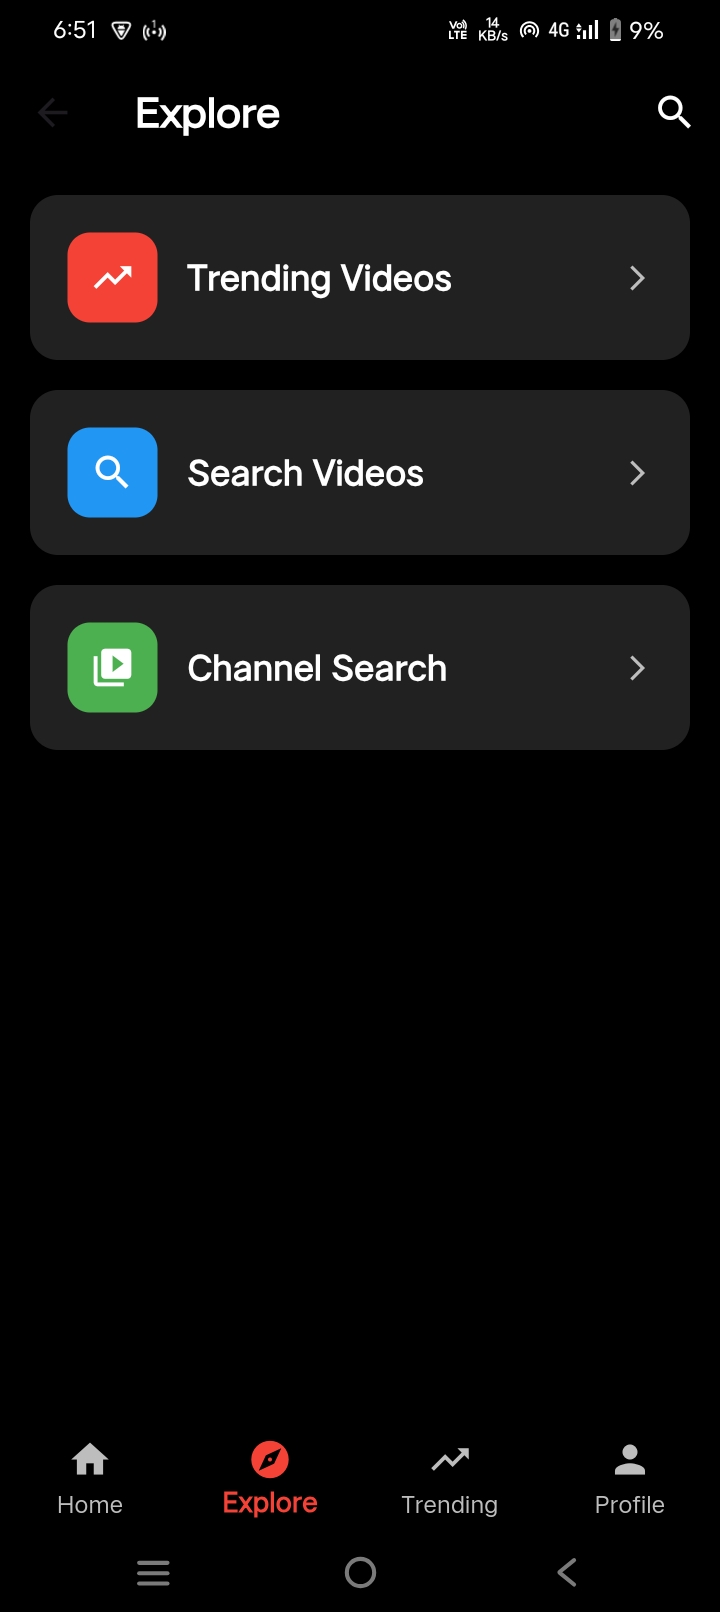 6:51
1
Vo)) LTE
14 KB/s
4G
9%
Explore
Trending Videos
Search Videos
Channel Search
Home
Explore
Trending
Profile